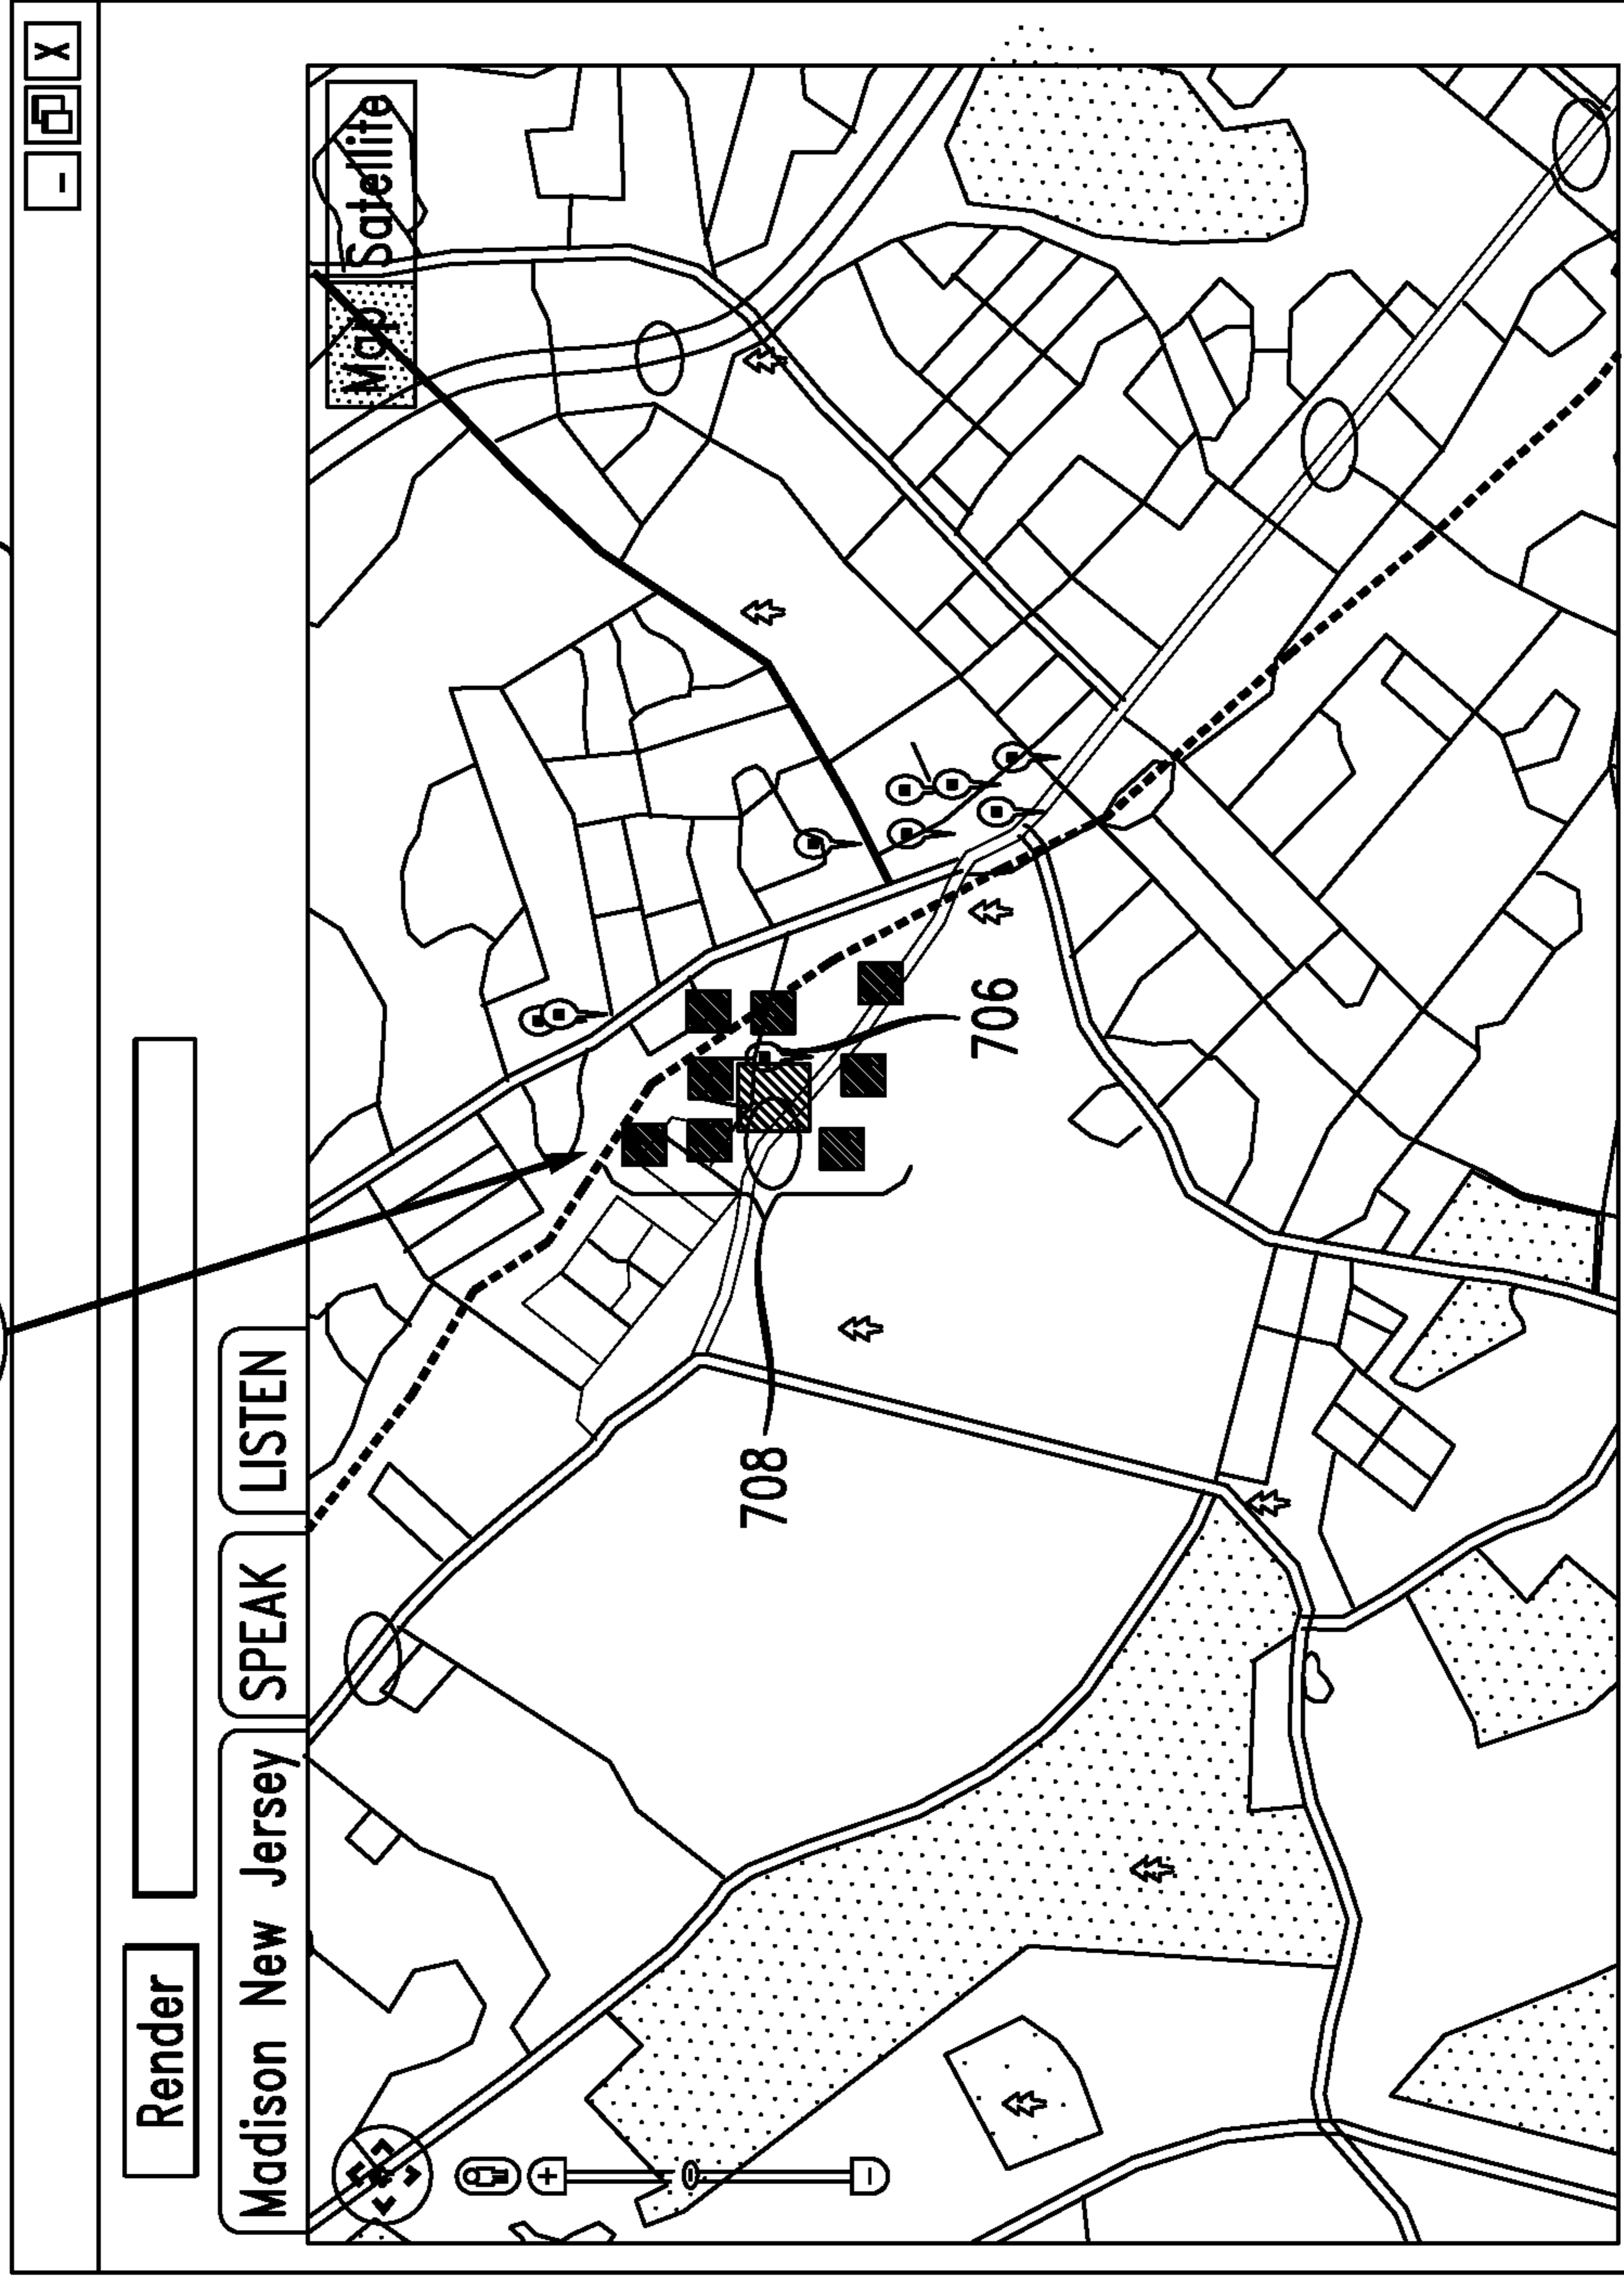 - X
Render
Madison New Jersey SPEAK LISTEN
Map Satellite
+
-
706
708